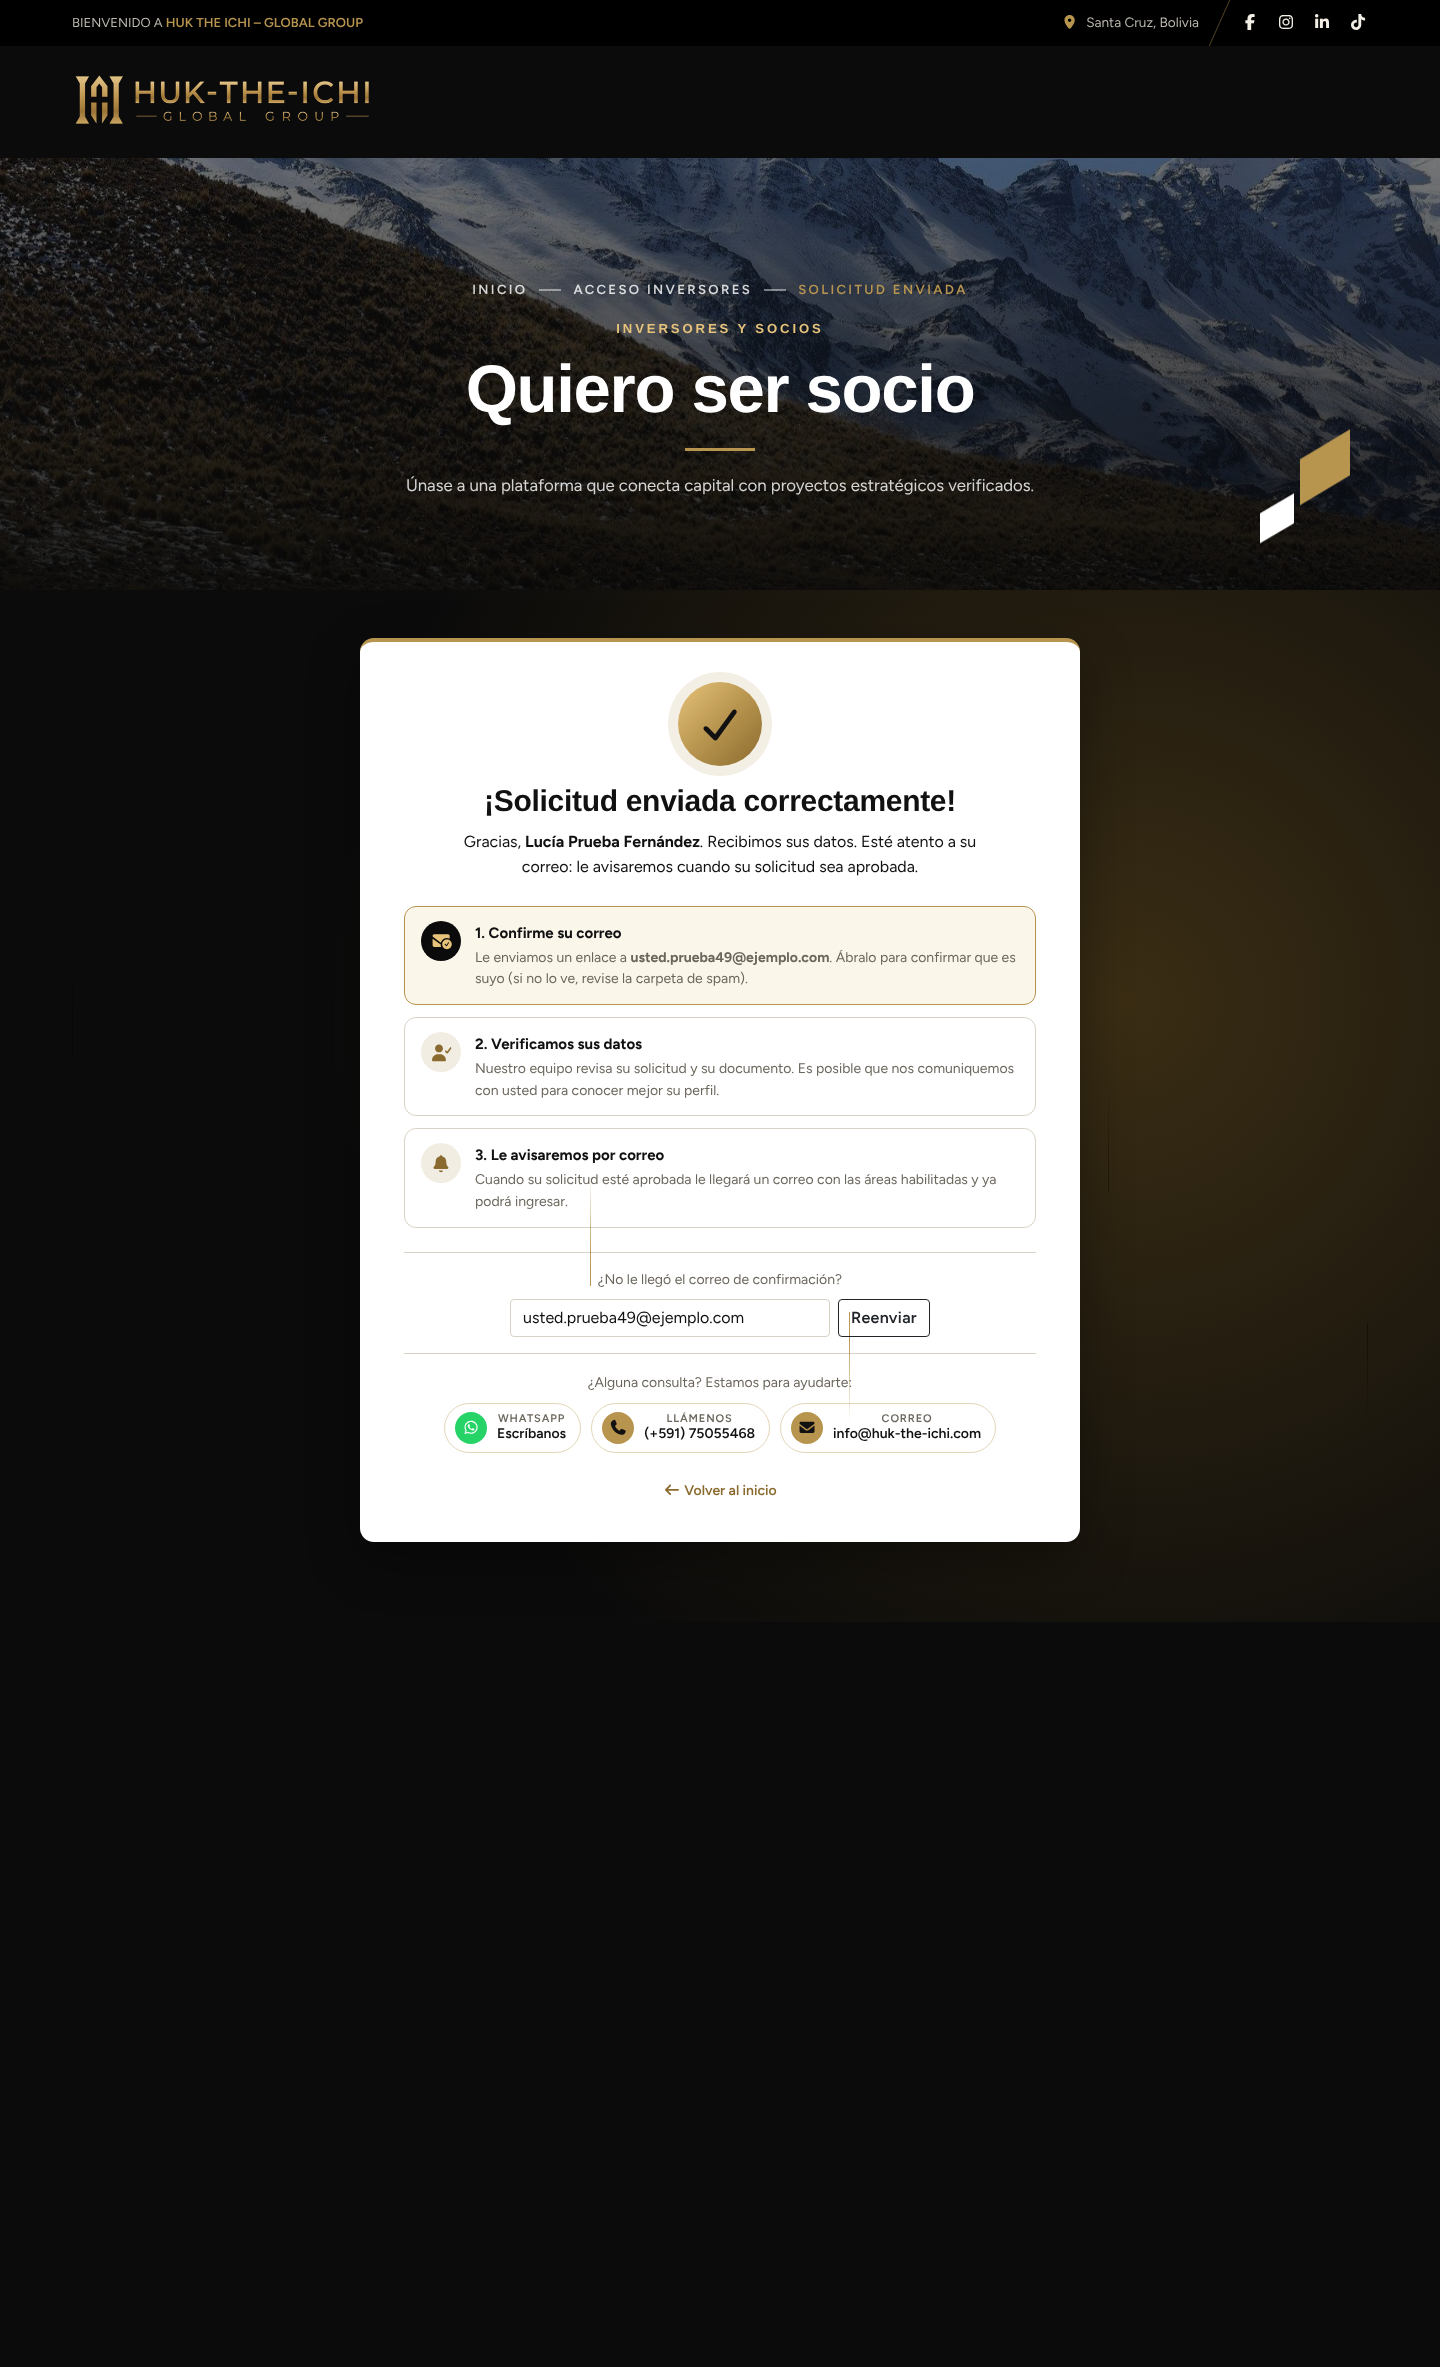 BIENVENIDO A HUK THE ICHI – GLOBAL GROUP
Santa Cruz, Bolivia
HUK-THE-ICHI
GLOBAL GROUP
INICIO — ACCESO INVERSORES — SOLICITUD ENVIADA
INVERSORES Y SOCIOS
Quiero ser socio
Únase a una plataforma que conecta capital con proyectos estratégicos verificados.
¡Solicitud enviada correctamente!
Gracias, Lucía Prueba Fernández. Recibimos sus datos. Esté atento a su
correo: le avisaremos cuando su solicitud sea aprobada.
1. Confirme su correo
Le enviamos un enlace a usted.prueba49@ejemplo.com. Ábralo para confirmar que es
suyo (si no lo ve, revise la carpeta de spam).
2. Verificamos sus datos
Nuestro equipo revisa su solicitud y su documento. Es posible que nos comuniquemos
con usted para conocer mejor su perfil.
3. Le avisaremos por correo
Cuando su solicitud esté aprobada le llegará un correo con las áreas habilitadas y ya
podrá ingresar.
¿No le llegó el correo de confirmación?
usted.prueba49@ejemplo.com
Reenviar
¿Alguna consulta? Estamos para ayudarte:
WHATSAPP
Escríbanos
LLÁMENOS
(+591) 75055468
CORREO
info@huk-the-ichi.com
← Volver al inicio